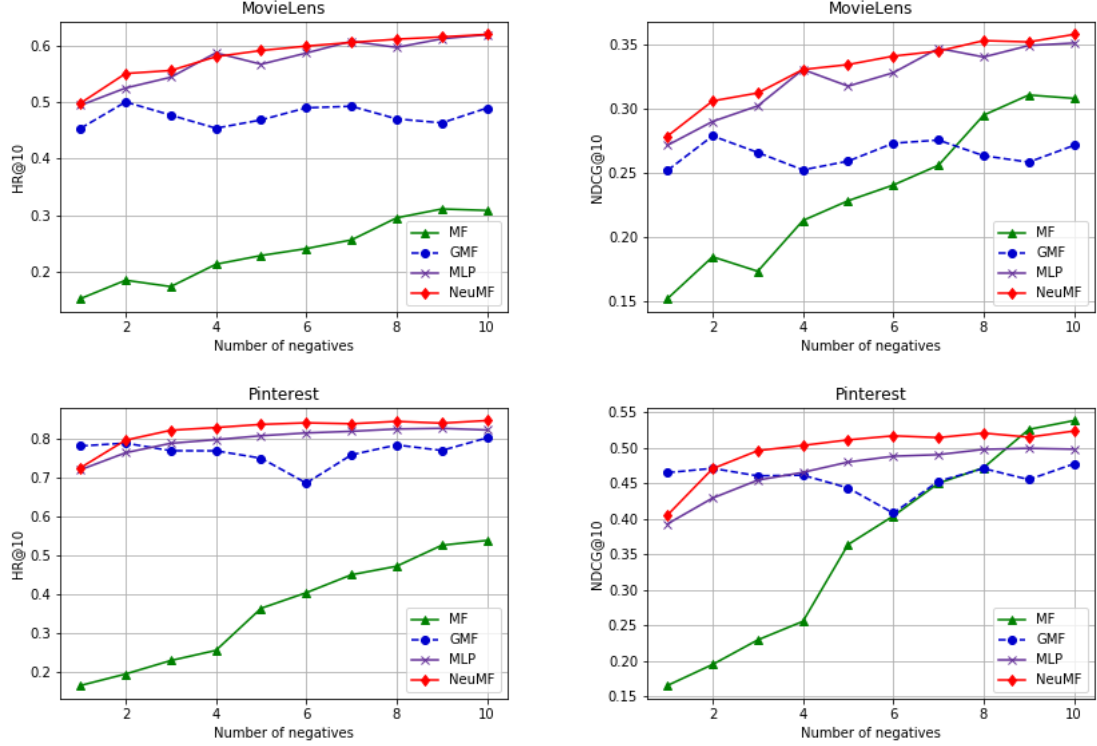 MovieLens
0.6
0.5
0.4
0.3
0.2
HR@10
2
4
6
8
10
Number of negatives
MF
GMF
MLP
NeuMF
MovieLens
0.35
0.30
0.25
0.20
0.15
NDCG@10
2
4
6
8
10
Number of negatives
MF
GMF
MLP
NeuMF
Pinterest
0.8
0.7
0.6
0.5
0.4
0.3
0.2
HR@10
2
4
6
8
10
Number of negatives
MF
GMF
MLP
NeuMF
Pinterest
0.55
0.50
0.45
0.40
0.35
0.30
0.25
0.20
0.15
NDCG@10
2
4
6
8
10
Number of negatives
MF
GMF
MLP
NeuMF